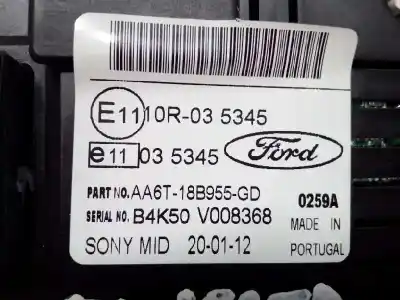 E11 10R-03 5345
e11 03 5345 Ford
PART NO. AA6T-18B955-GD 0259A
SERIAL NO. B4K50 V008368 MADE IN
SONY MID 20-01-12 PORTUGAL